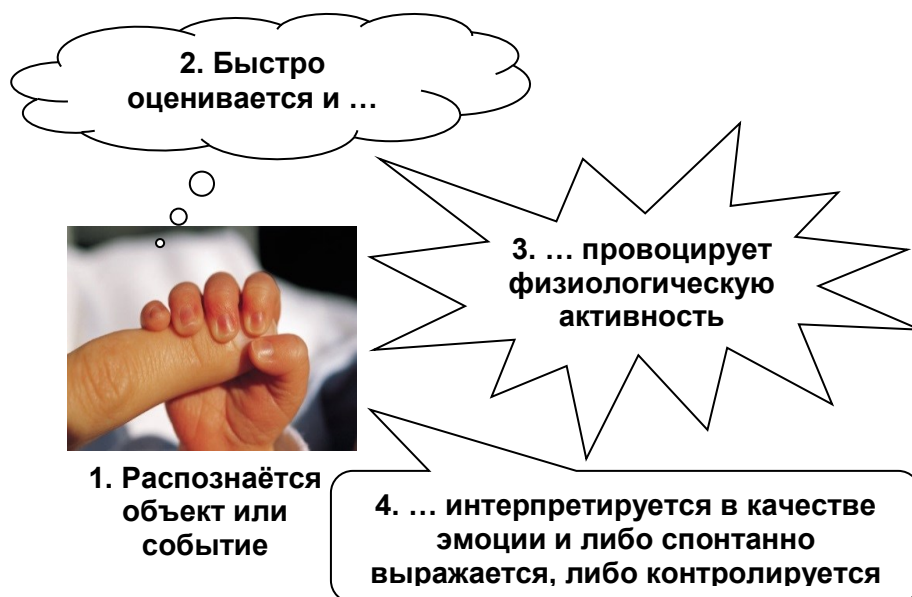 2. Быстро
оценивается и …
3. … провоцирует
физиологическую
активность
1. Распознаётся
объект или
событие
4. … интерпретируется в качестве
эмоции и либо спонтанно
выражается, либо контролируется